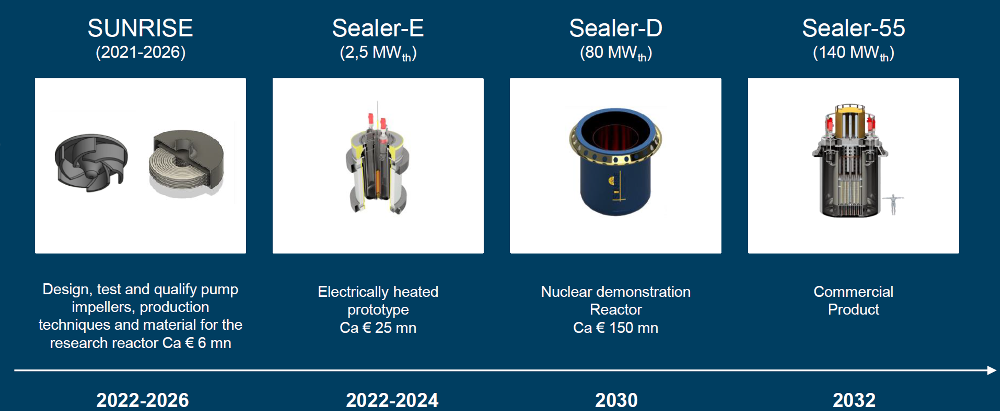 SUNRISE
(2021-2026)
Design, test and qualify pump
impellers, production
techniques and material for the
research reactor Ca € 6 mn
2022-2026
Sealer-E
(2,5 MWth)
Electrically heated
prototype
Ca € 25 mn
2022-2024
Sealer-D
(80 MWth)
SUNRISE
Nuclear demonstration
Reactor
Ca € 150 mn
2030
Sealer-55
(140 MWth)
Commercial
Product
2032